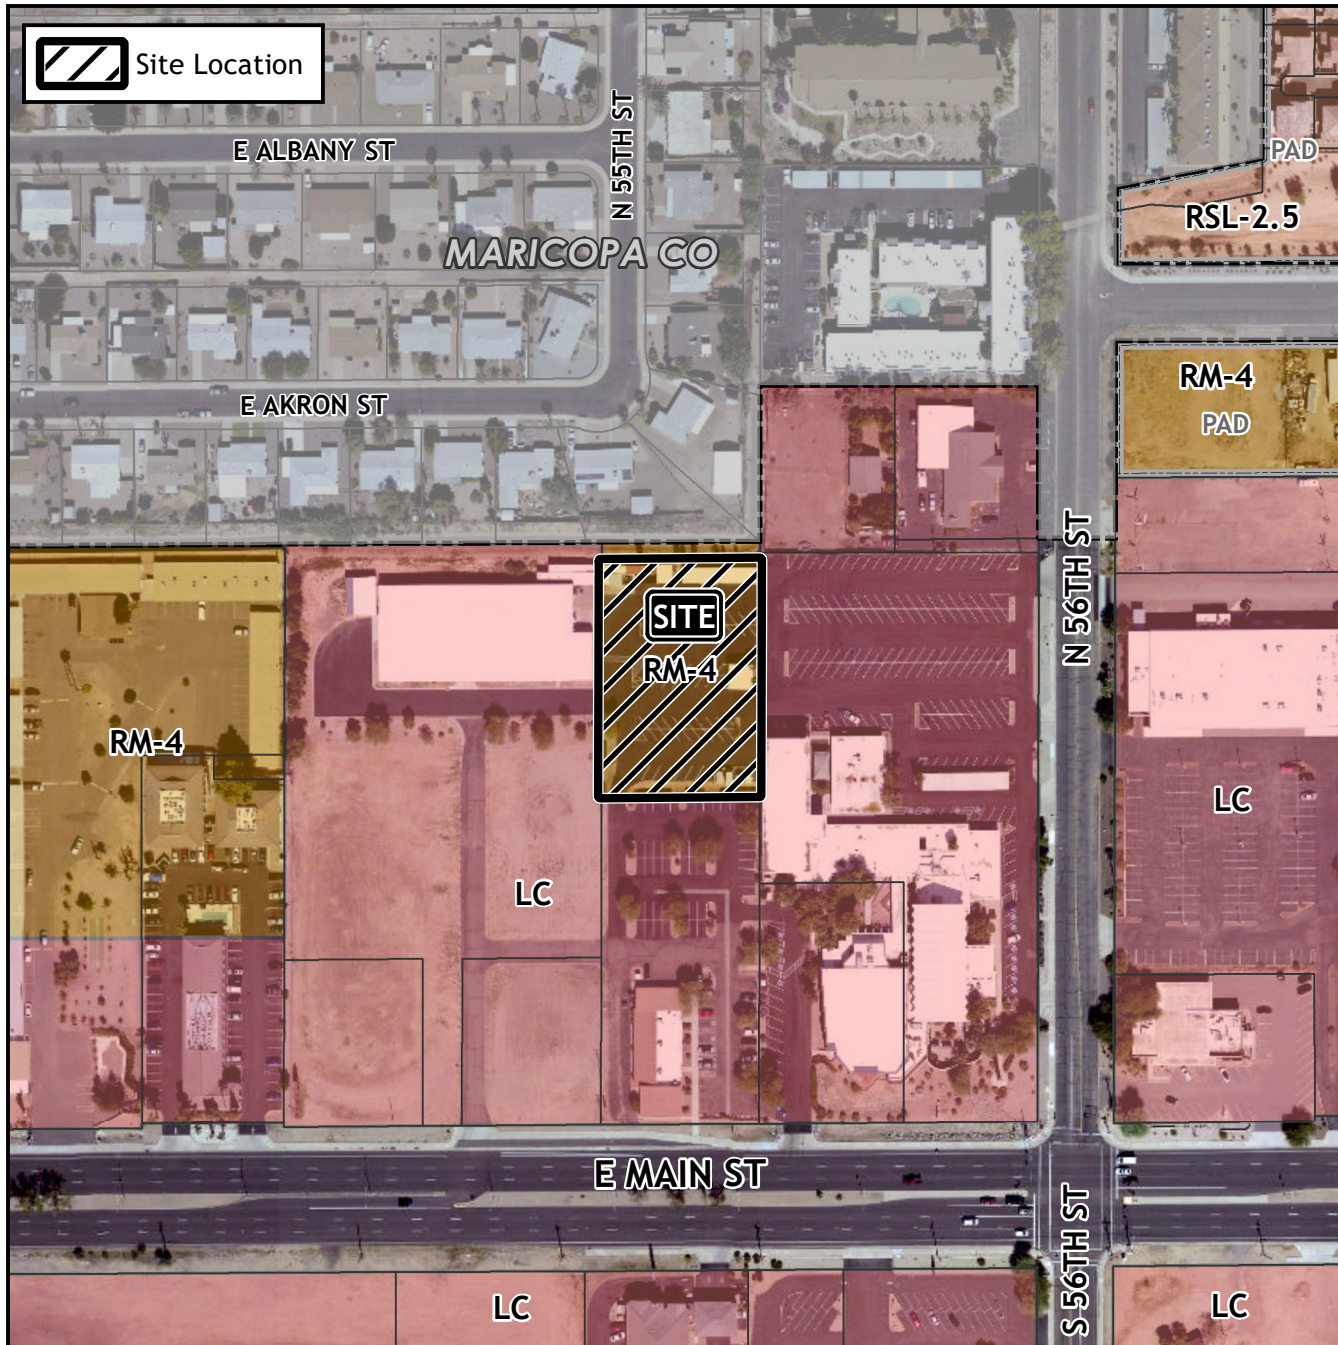 Site Location
E ALBANY ST
N 55TH ST
PAD
RSL-2.5
MARICOPA CO
E AKRON ST
RM-4
PAD
N 56TH ST
SITE
RM-4
RM-4
LC
LC
E MAIN ST
S 56TH ST
LC
LC